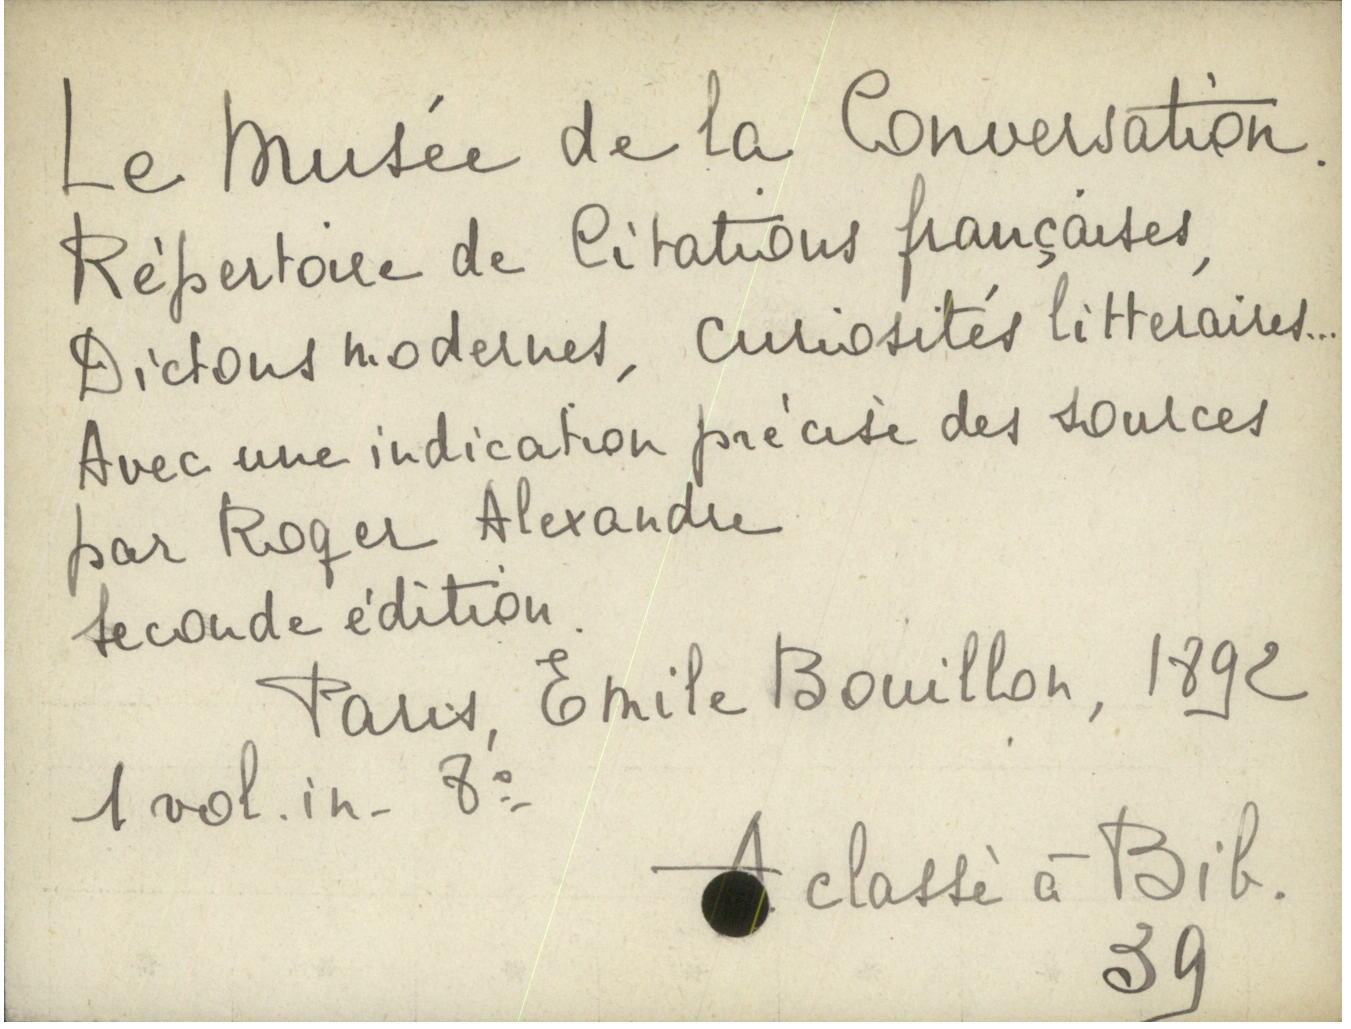 Le Musée de la Conversation.
Répertoire de Citations françaises,
Dictons modernes, curiosités litteraires...
Avec une indication précise des sources
par Roger Alexandre
seconde édition.
Paris, Emile Bouillon, 1892
1 vol. in-8º
A classé à Bib.
39